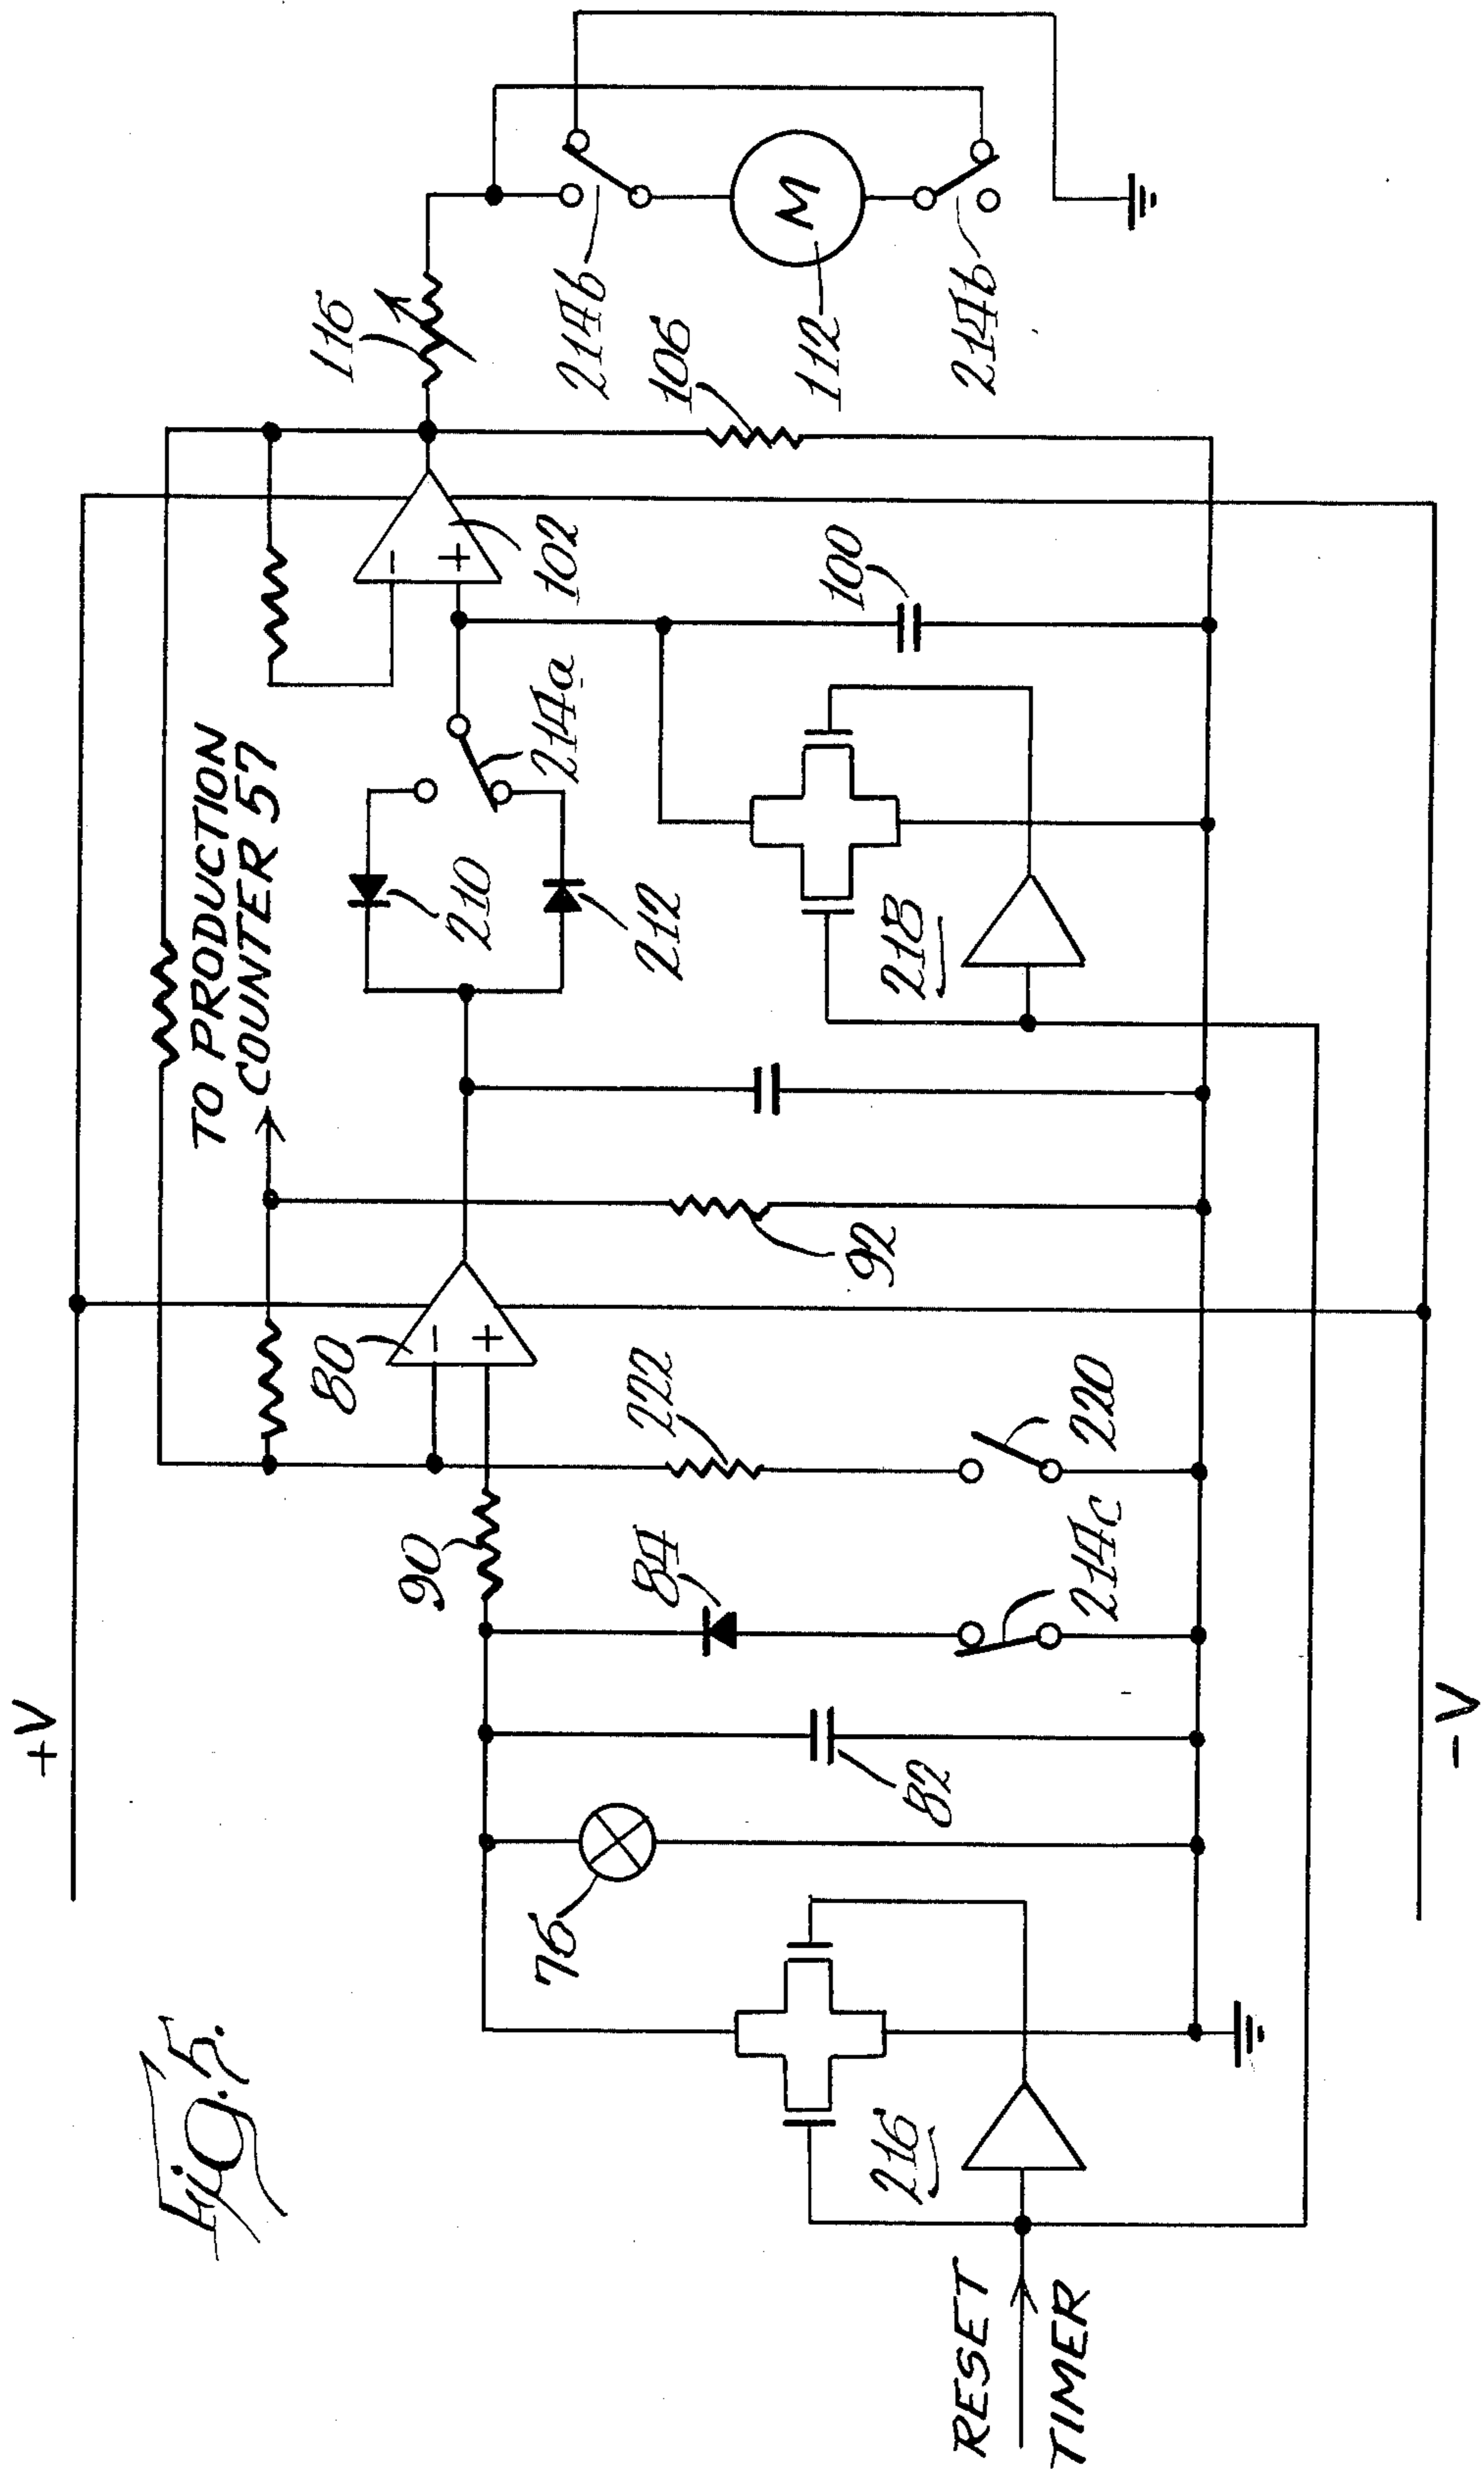 Fig. 5.
+V
TO PRODUCTION
COUNTER 57
116
90
80
210
214a
102
214b
106
112
214b
76
82
84
222
92
212
218
100
214c
220
216
RESET
TIMER
-V